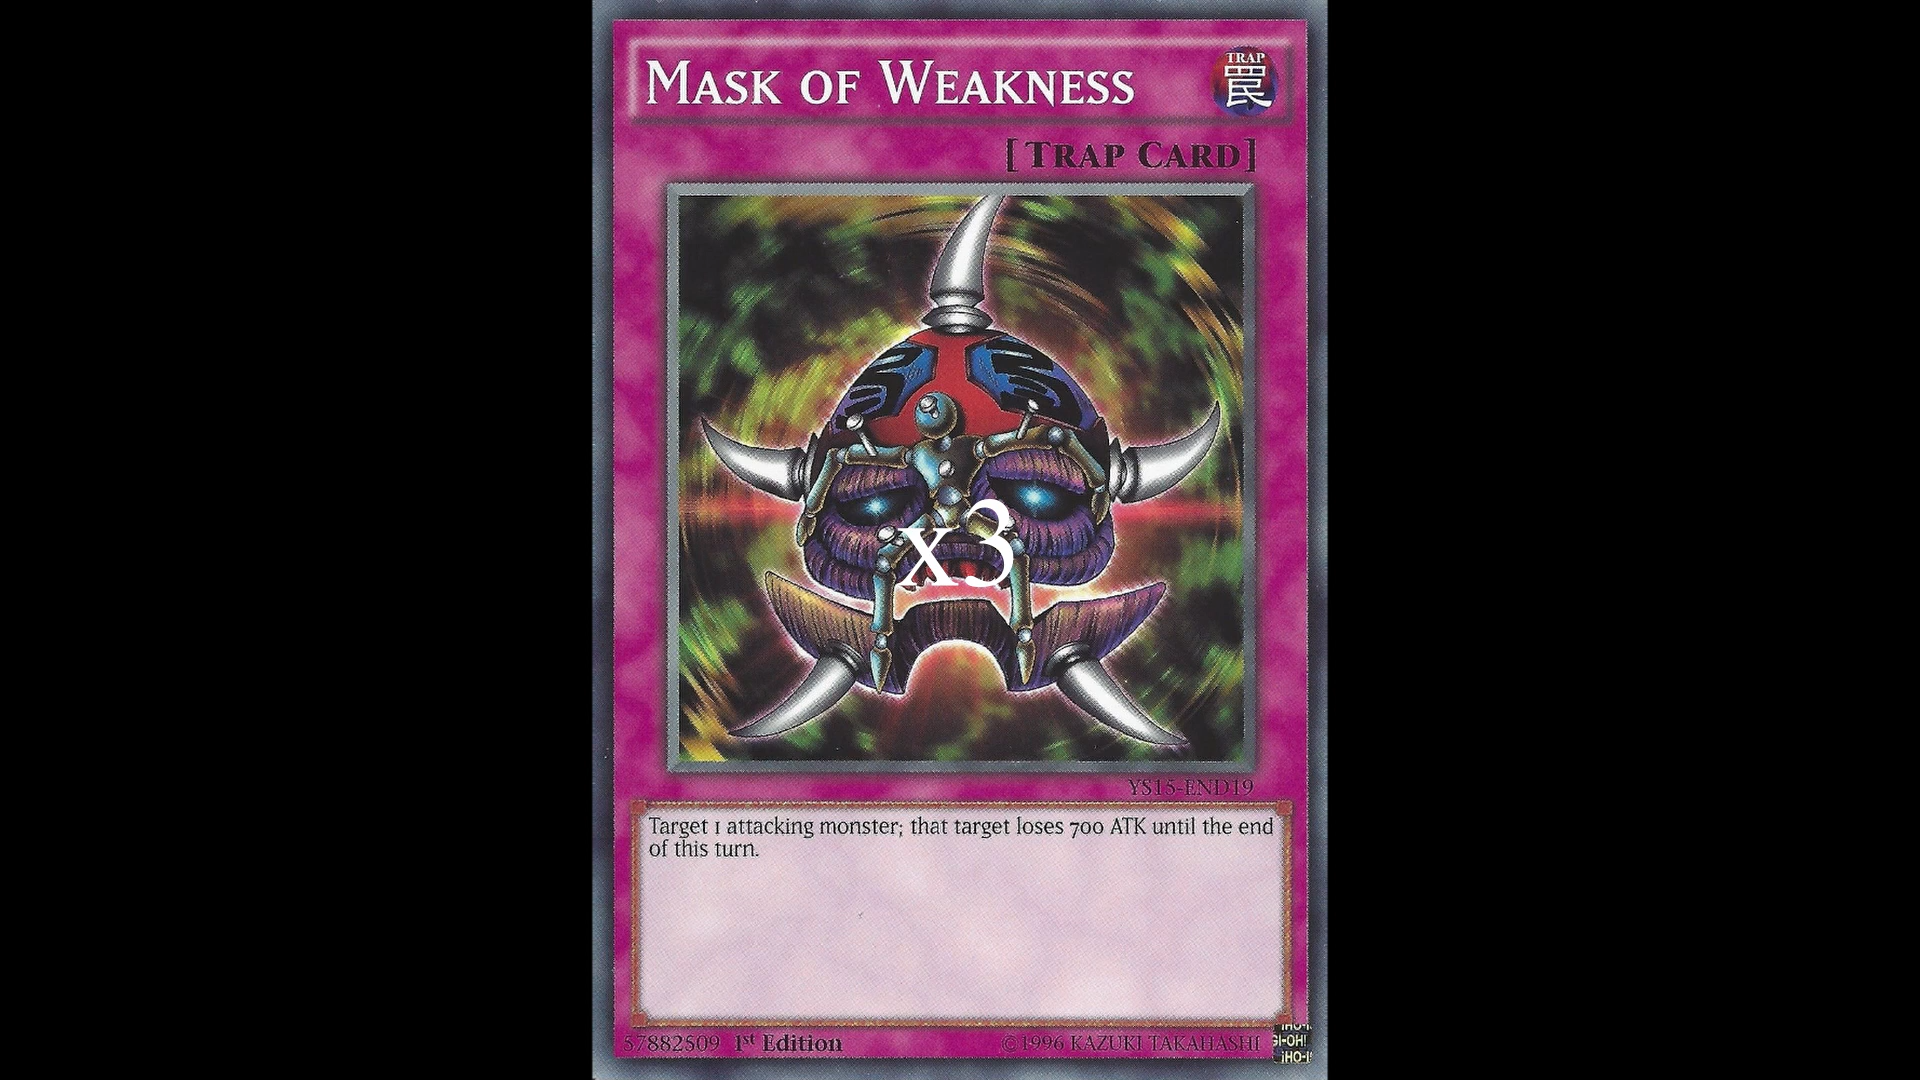 MASK OF WEAKNESS
TRAP
罠
[TRAP CARD]
x3
YS15-END19
Target 1 attacking monster; that target loses 700 ATK until the end
of this turn.
57882509 1st Edition
© 1996 KAZUKI TAKAHASHI